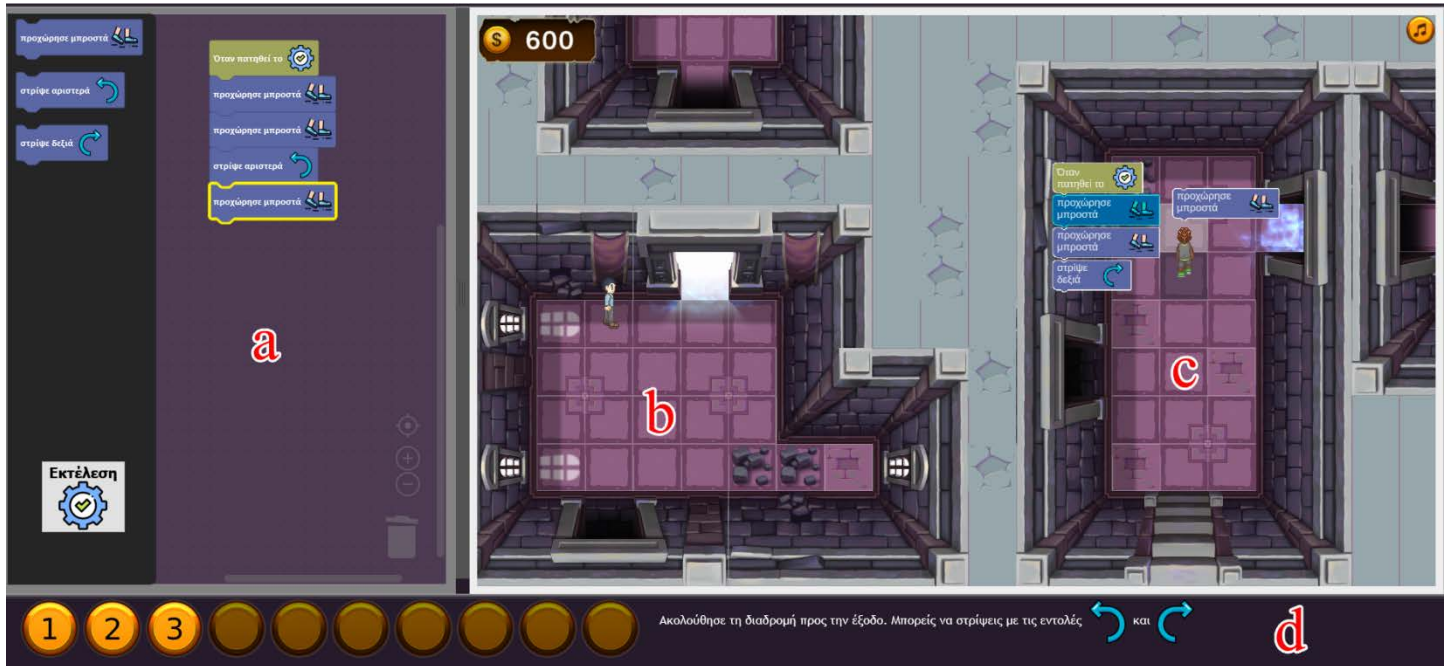 προχώρησε μπροστά
στρίψε αριστερά
στρίψε δεξιά
Εκτέλεση
Όταν πατηθεί το
προχώρησε μπροστά
προχώρησε μπροστά
στρίψε αριστερά
προχώρησε μπροστά
a
$ 600
b
Όταν
πατηθεί το
προχώρησε
μπροστά
προχώρησε
μπροστά
στρίψε
δεξιά
προχώρησε
μπροστά
c
1 2 3
Ακολούθησε τη διαδρομή προς την έξοδο. Μπορείς να στρίψεις με τις εντολές και
d